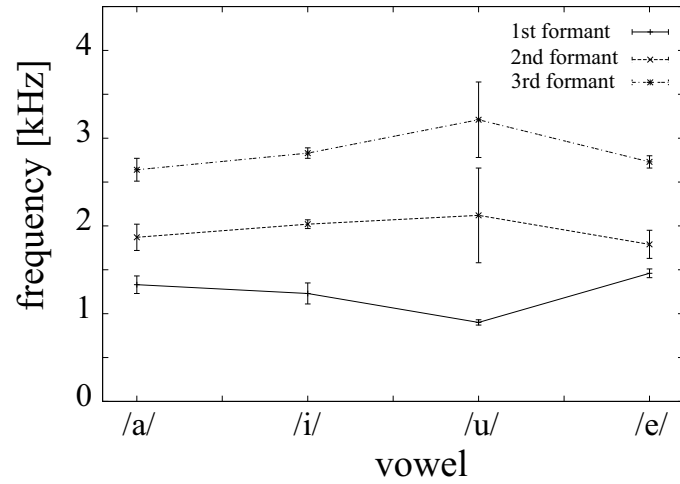 1st formant
2nd formant
3rd formant
frequency [kHz]
4
3
2
1
0
/a/ /i/ /u/ /e/
vowel